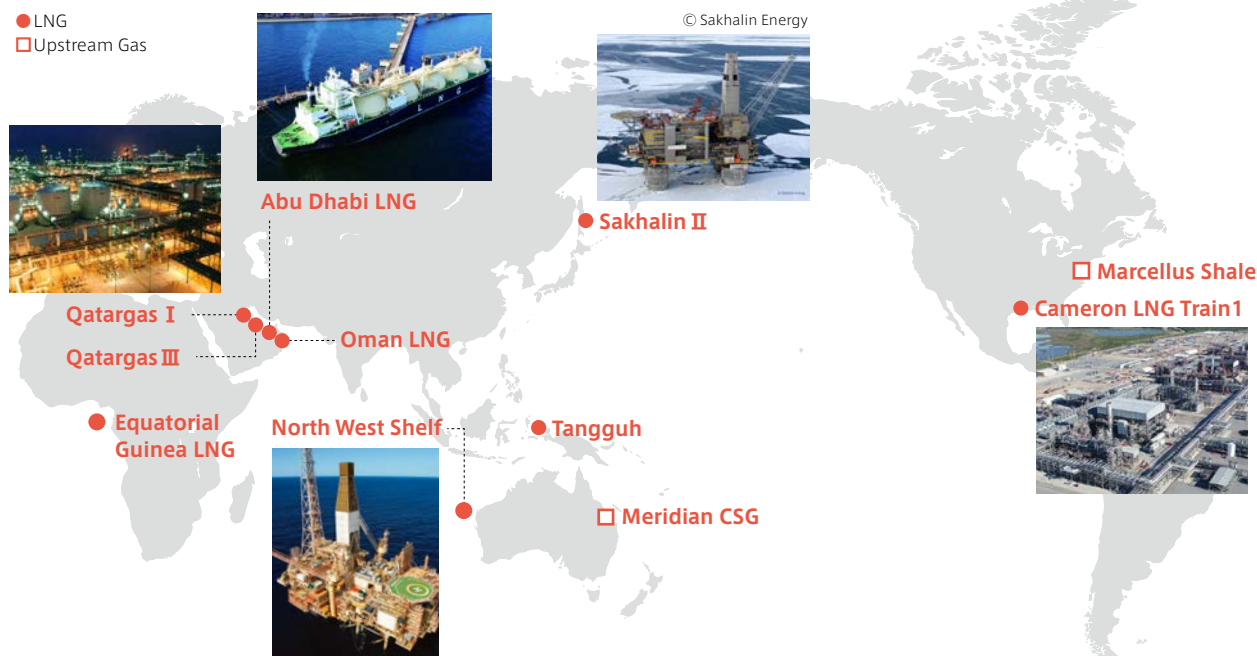 LNG
Upstream Gas
© Sakhalin Energy
Abu Dhabi LNG
Sakhalin Ⅱ
Marcellus Shale
Qatargas Ⅰ
Cameron LNG Train1
Oman LNG
Qatargas Ⅲ
Equatorial
Guinea LNG
North West Shelf
Tangguh
Meridian CSG
L N G